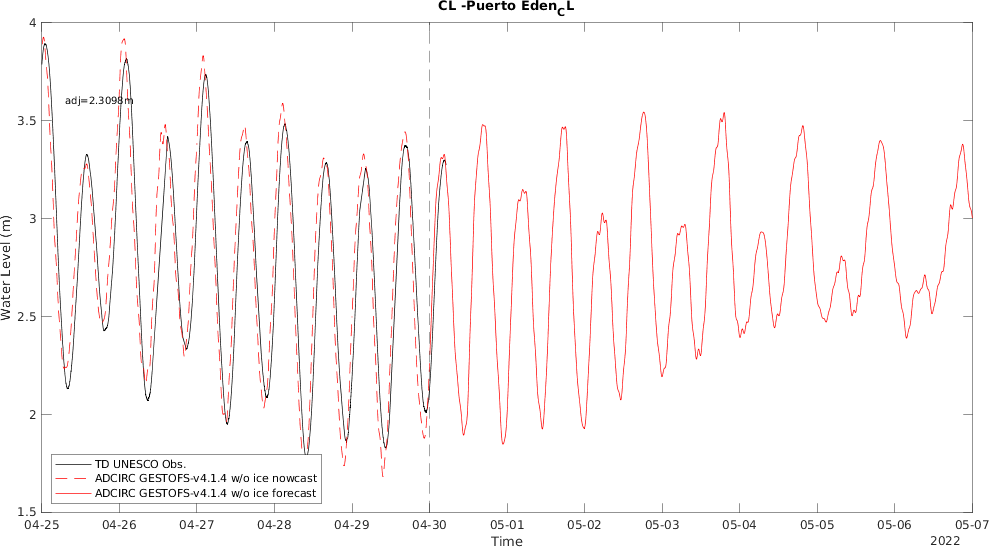 CL -Puerto Eden_CL
4
3.5
3
2.5
2
1.5
Water Level (m)
adj=2.3098m
TD UNESCO Obs.
ADCIRC GESTOFS-v4.1.4 w/o ice nowcast
ADCIRC GESTOFS-v4.1.4 w/o ice forecast
04-25 04-26 04-27 04-28 04-29 04-30 05-01 05-02 05-03 05-04 05-05 05-06 05-07
Time
2022